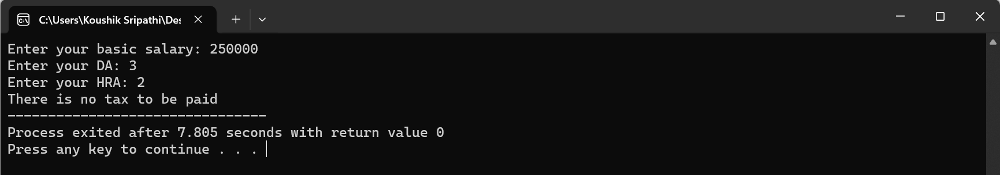 C:\Users\Koushik Sripathi\Des
Enter your basic salary: 250000
Enter your DA: 3
Enter your HRA: 2
There is no tax to be paid
--------------------------------
Process exited after 7.805 seconds with return value 0
Press any key to continue . . .